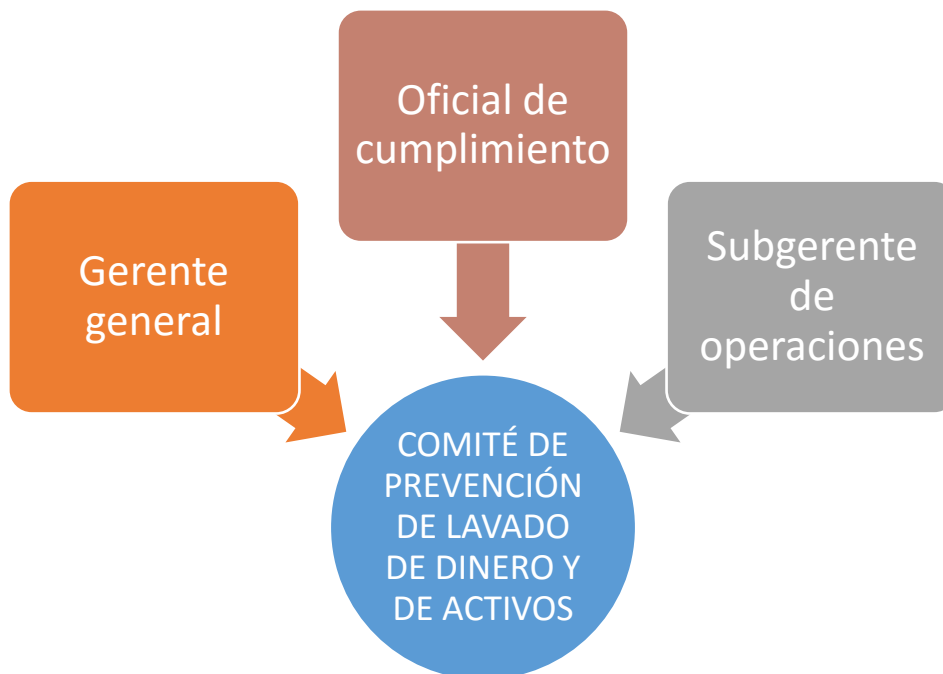 Oficial de
cumplimiento
Gerente
general
Subgerente
de
operaciones
COMITÉ DE
PREVENCIÓN
DE LAVADO
DE DINERO Y
DE ACTIVOS